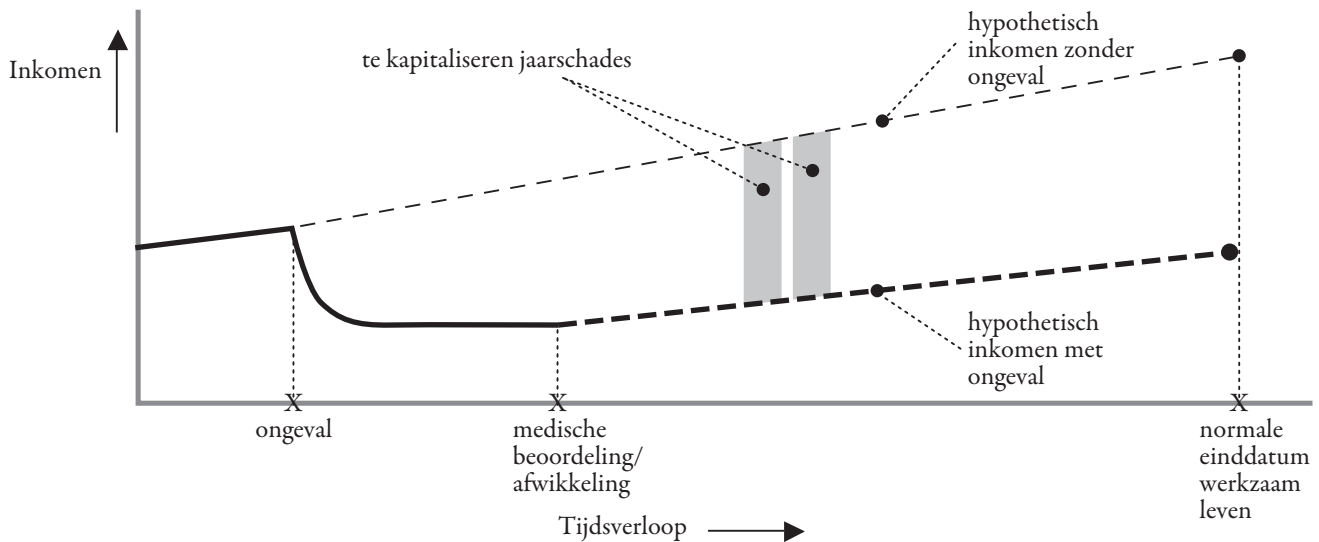 hypothetisch
inkomen zonder
ongeval
te kapitaliseren jaarschades
Inkomen
hypothetisch
inkomen met
ongeval
X
X
X
ongeval
medische
beoordeling/
afwikkeling
normale
einddatum
werkzaam
leven
Tijdsverloop